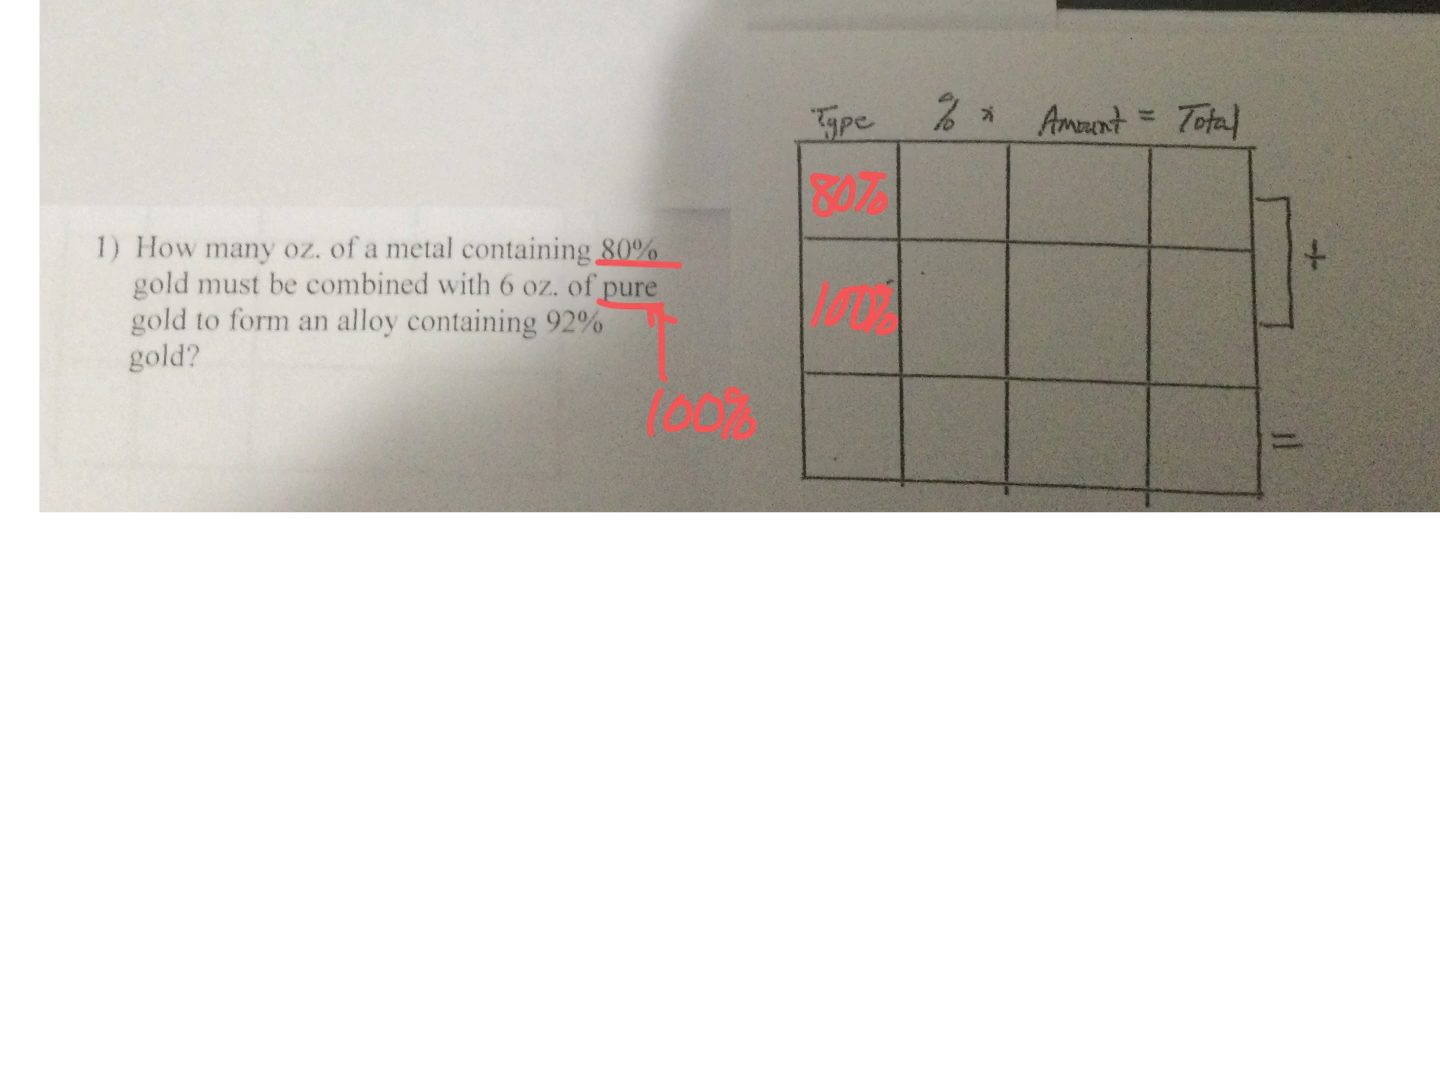 1) How many oz. of a metal containing 80%
gold must be combined with 6 oz. of pure
gold to form an alloy containing 92%
gold?
100%
Type % x Amount = Total
80%
100%
+
=